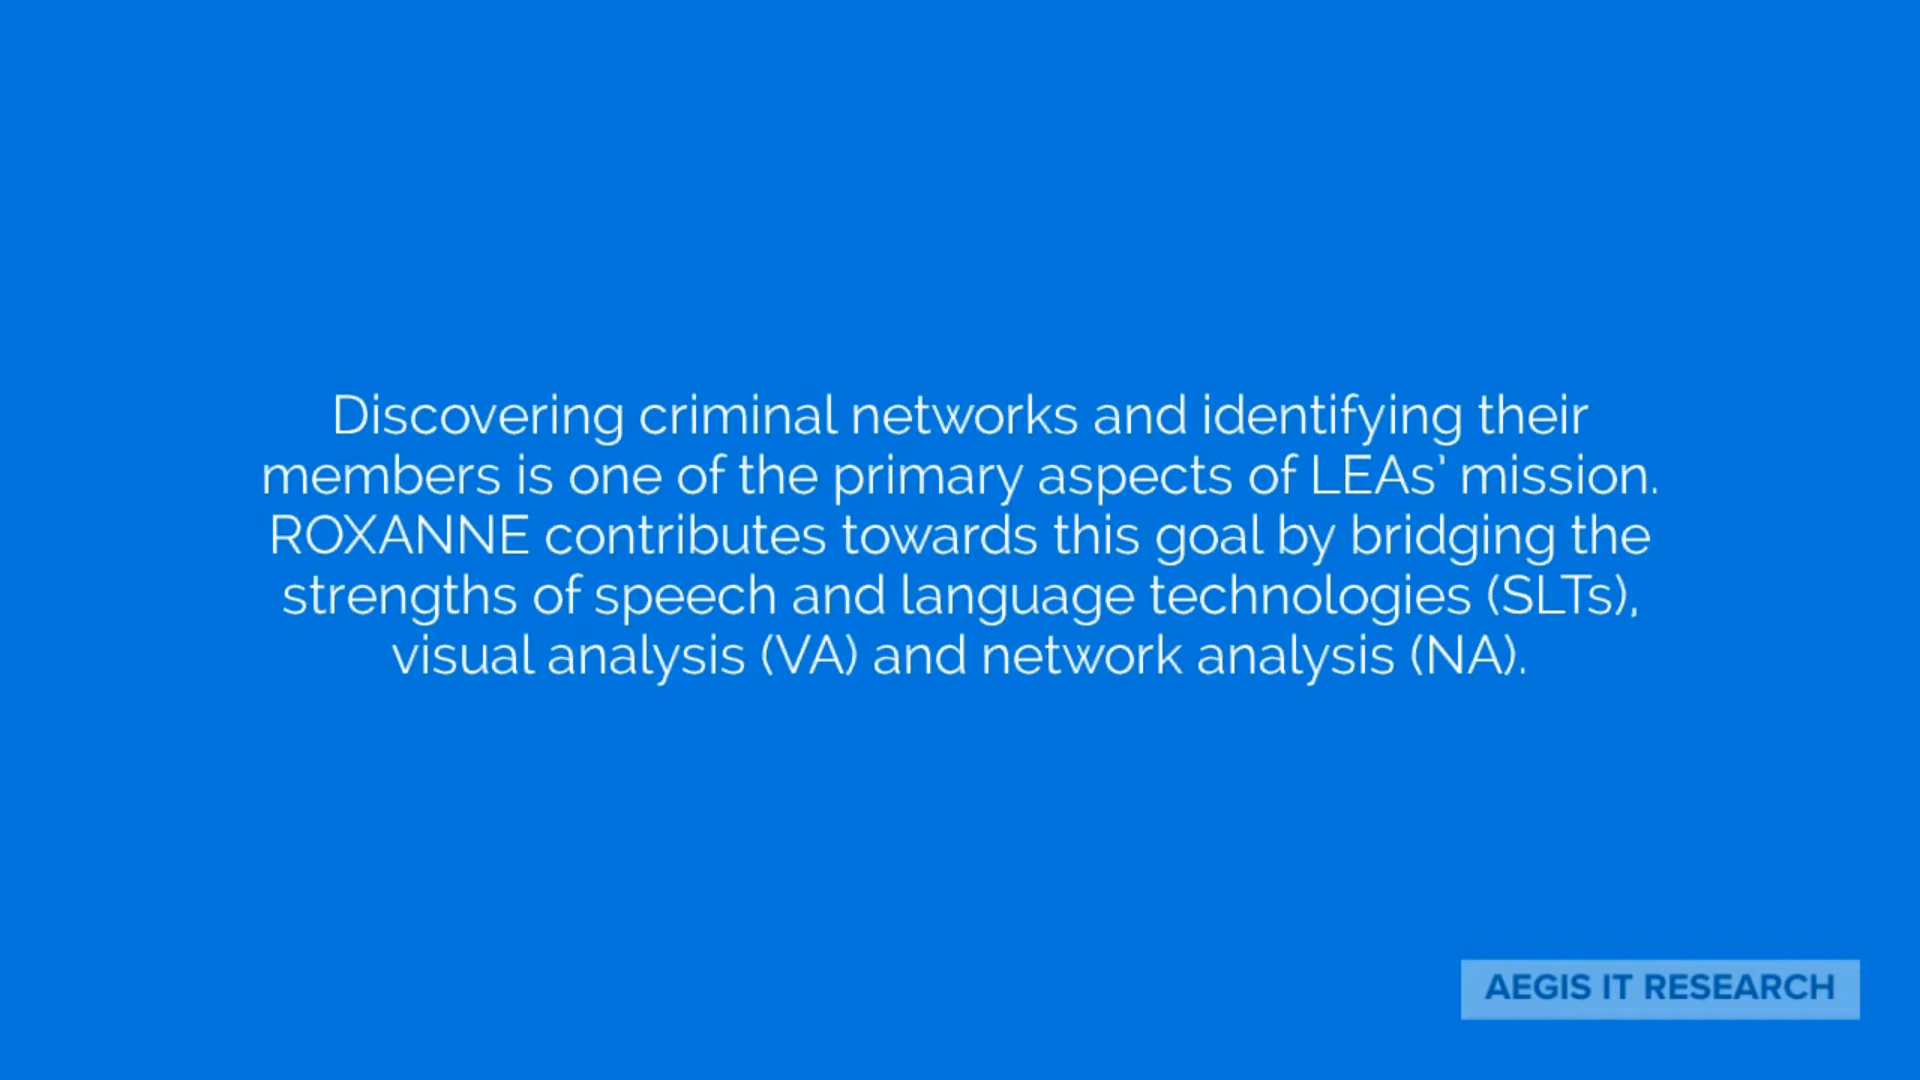 Discovering criminal networks and identifying their
members is one of the primary aspects of LEAs' mission.
ROXANNE contributes towards this goal by bridging the
strengths of speech and language technologies (SLTs),
visual analysis (VA) and network analysis (NA).
AEGIS IT RESEARCH